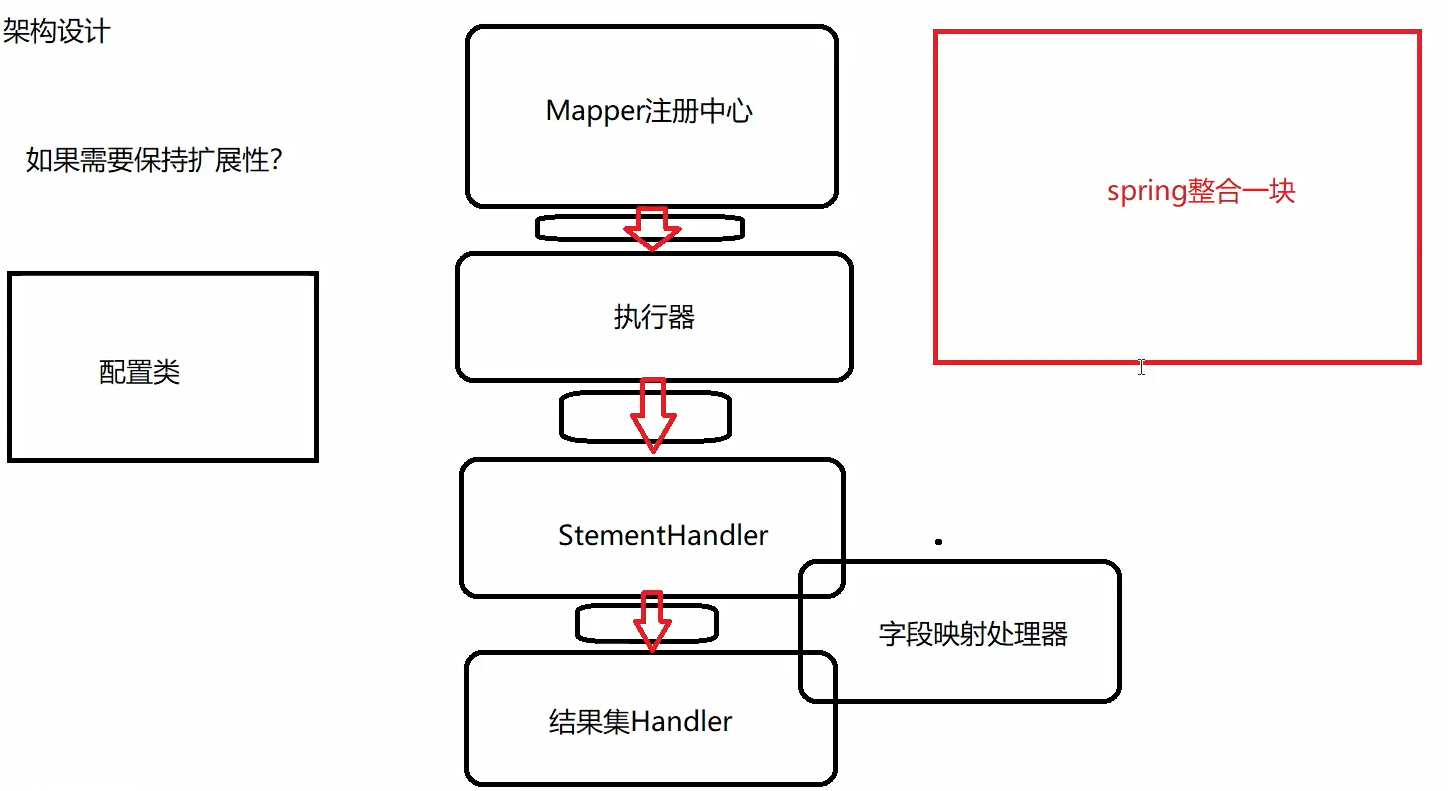 架构设计
如果需要保持扩展性？
配置类
Mapper注册中心
执行器
StementHandler
结果集Handler
字段映射处理器
spring整合一块